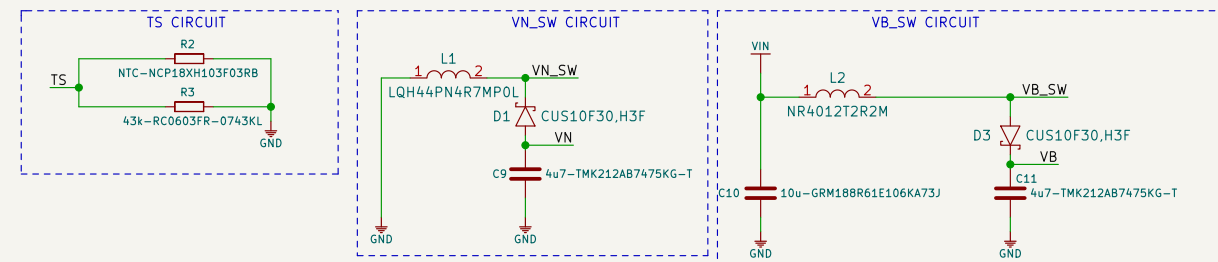 TS CIRCUIT
R2
NTC-NCP18XH103F03RB
TS
R3
43k-RC0603FR-0743KL
GND
VN_SW CIRCUIT
L1
1 2
VN_SW
LQH44PN4R7MP0L
D1
CUS10F30,H3F
VN
C9
4u7-TMK212AB7475KG-T
GND
GND
VB_SW CIRCUIT
VIN
L2
1 2
VB_SW
NR4012T2R2M
D3
CUS10F30,H3F
VB
C10
10u-GRM188R61E106KA73J
C11
4u7-TMK212AB7475KG-T
GND
GND